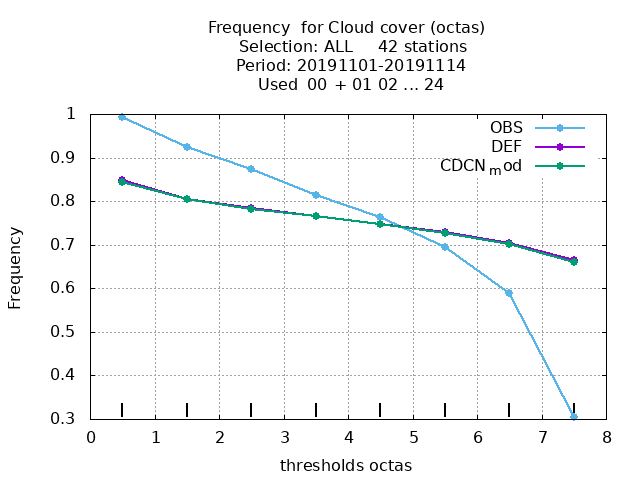 Frequency  for Cloud cover (octas)
Selection: ALL     42 stations
Period: 20191101-20191114
Used  00  + 01 02 ... 24
OBS
DEF
CDCN_mod
1
0.9
0.8
0.7
0.6
0.5
0.4
0.3
Frequency
0 1 2 3 4 5 6 7 8
thresholds octas